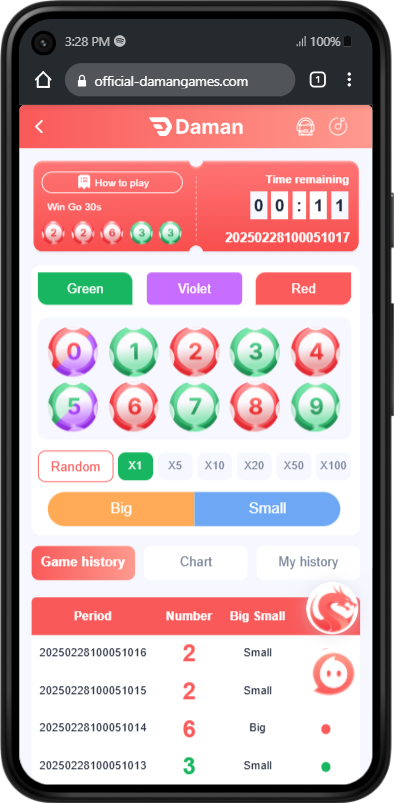 3:28 PM 100%
official-damangames.com 1
Daman
How to play
Time remaining
Win Go 30s
0 0 : 1 1
2 2 6 3 3
20250228100051017
Green Violet Red
0 1 2 3 4
5 6 7 8 9
Random X1 X5 X10 X20 X50 X100
Big Small
Game history Chart My history
Period Number Big Small
20250228100051016 2 Small
20250228100051015 2 Small
20250228100051014 6 Big
20250228100051013 3 Small